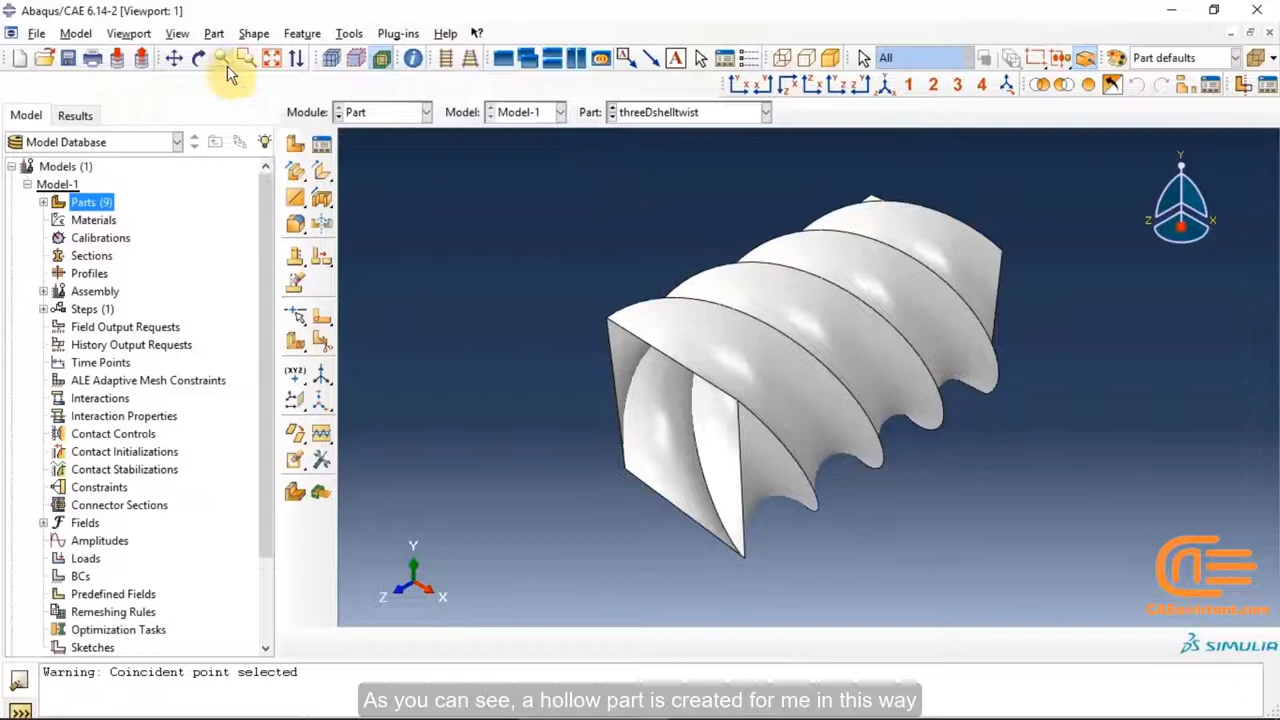 Abaqus/CAE 6.14-2 [Viewport: 1]
File Model Viewport View Part Shape Feature Tools Plug-ins Help
All
Part defaults
1 2 3 4
Model Results
Module: Part Model: Model-1 Part: threeDshelltwist
Model Database
Models (1)
Model-1
Parts (9)
Materials
Calibrations
Sections
Profiles
Assembly
Steps (1)
Field Output Requests
History Output Requests
Time Points
ALE Adaptive Mesh Constraints
Interactions
Interaction Properties
Contact Controls
Contact Initializations
Contact Stabilizations
Constraints
Connector Sections
Fields
Amplitudes
Loads
BCs
Predefined Fields
Remeshing Rules
Optimization Tasks
Sketches
(XYZ)
Y
Z X
Y
Z X
CAEassistant.com
SIMULIA
Warning: Coincident point selected
As you can see, a hollow part is created for me in this way